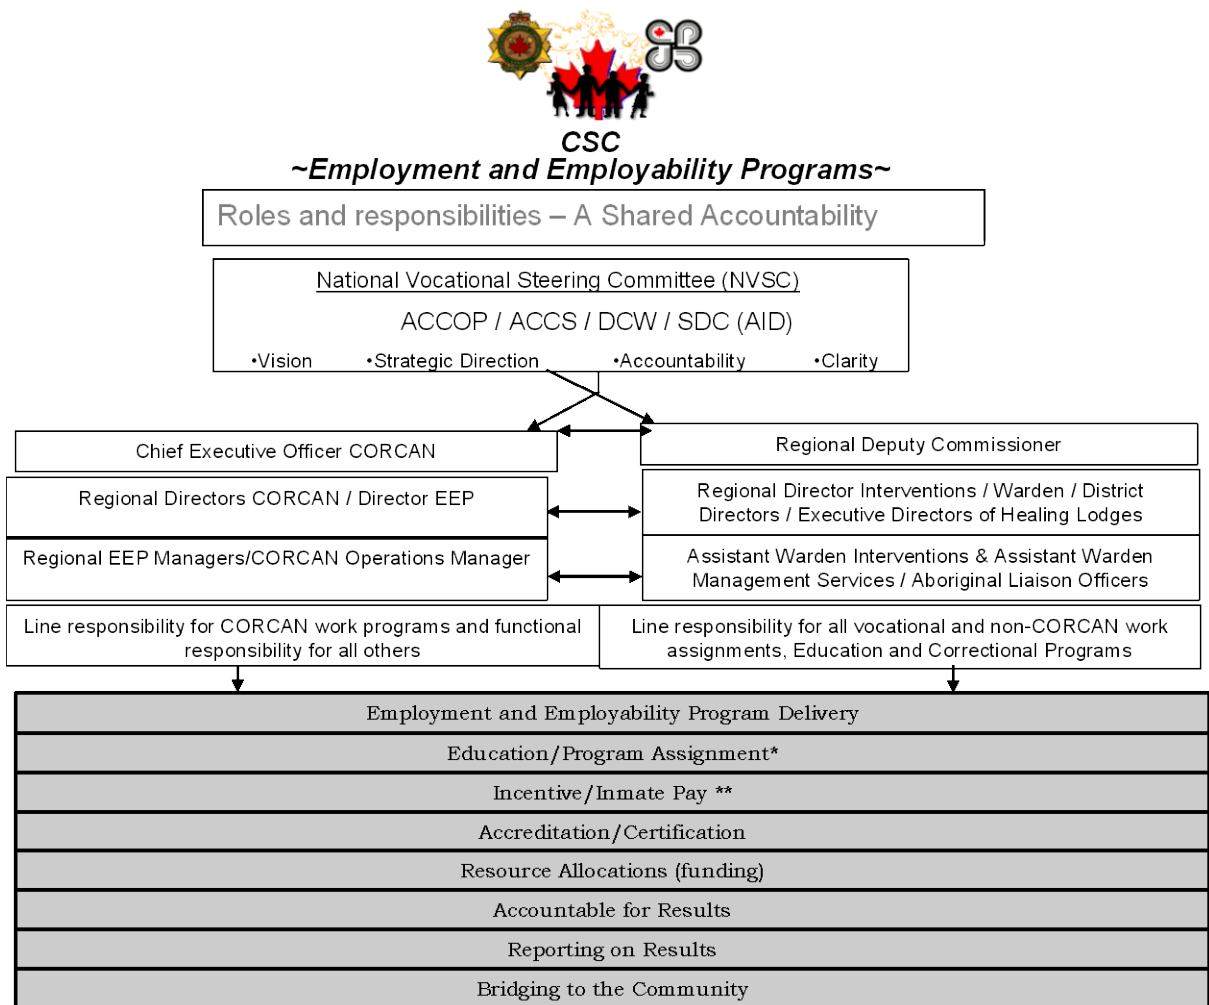 CSC
~Employment and Employability Programs~
Roles and responsibilities – A Shared Accountability
National Vocational Steering Committee (NVSC)
ACCOP / ACCS / DCW / SDC (AID)
•Vision •Strategic Direction •Accountability •Clarity
Chief Executive Officer CORCAN
Regional Deputy Commissioner
Regional Directors CORCAN / Director EEP
Regional Director Interventions / Warden / District
Directors / Executive Directors of Healing Lodges
Regional EEP Managers/CORCAN Operations Manager
Assistant Warden Interventions & Assistant Warden
Management Services / Aboriginal Liaison Officers
Line responsibility for CORCAN work programs and functional
responsibility for all others
Line responsibility for all vocational and non-CORCAN work
assignments, Education and Correctional Programs
Employment and Employability Program Delivery
Education/Program Assignment*
Incentive/Inmate Pay **
Accreditation/Certification
Resource Allocations (funding)
Accountable for Results
Reporting on Results
Bridging to the Community